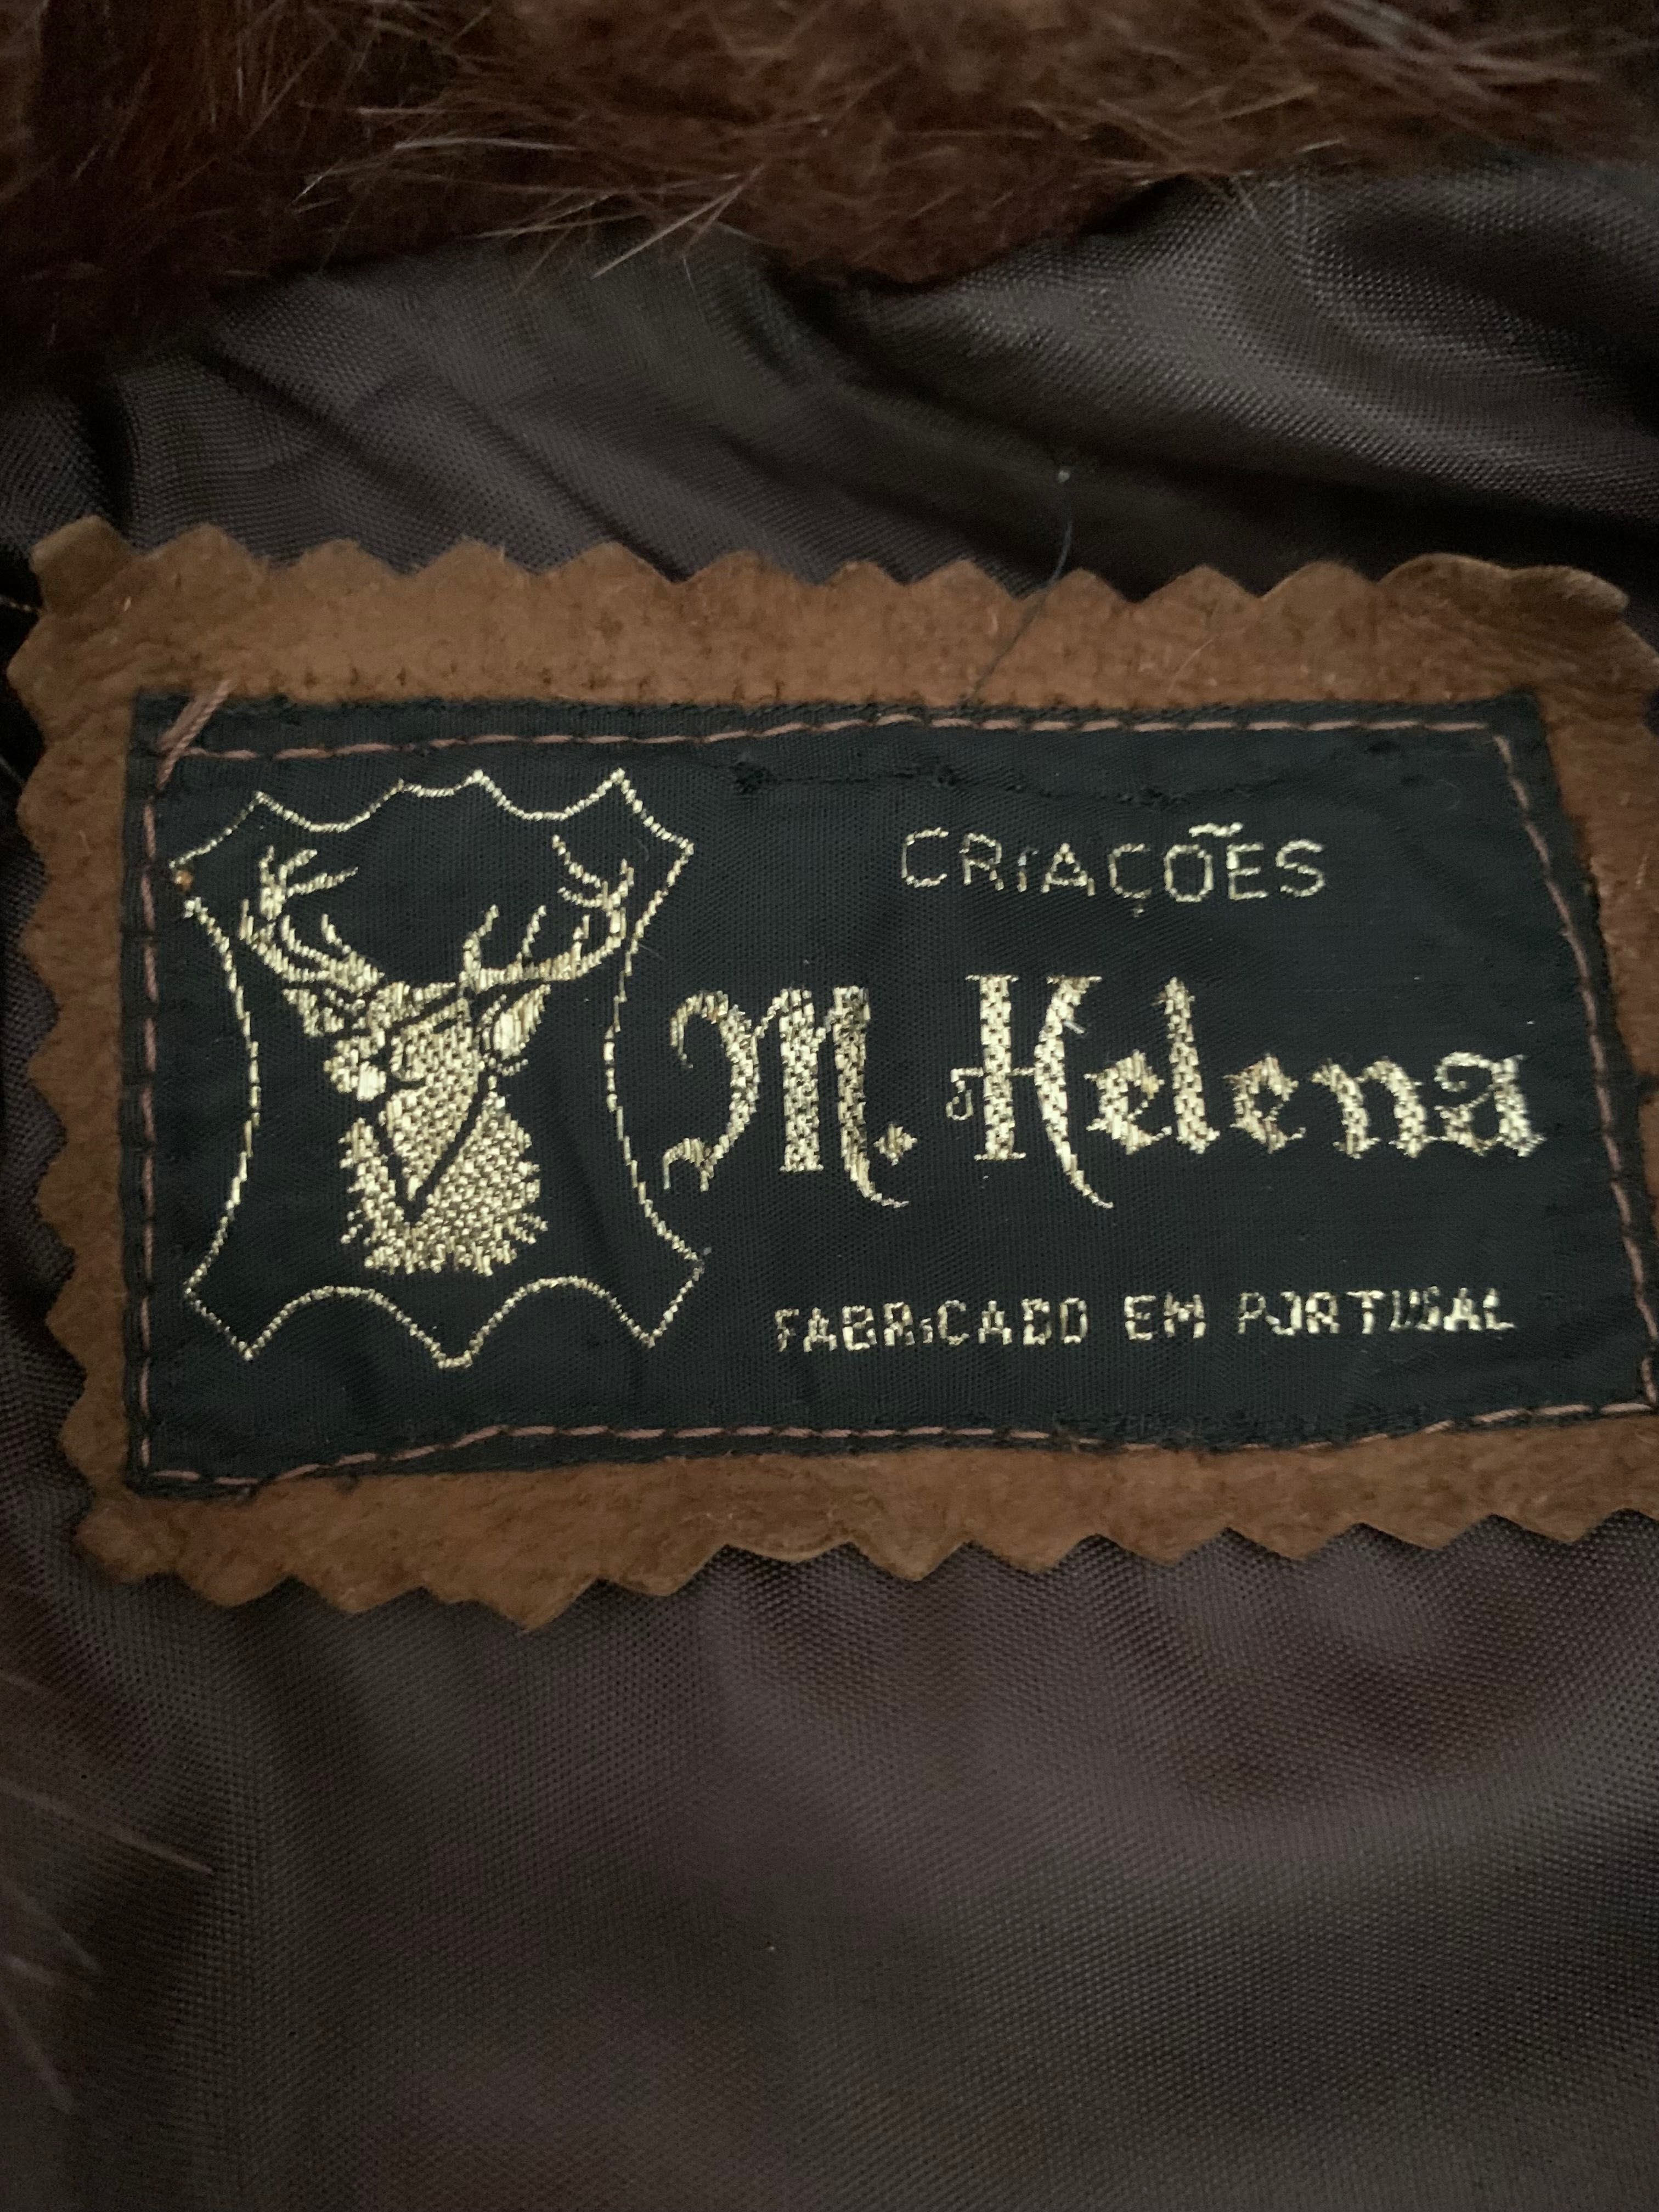 CRIAÇÕES
M. Helena
FABRICADO EM PORTUGAL